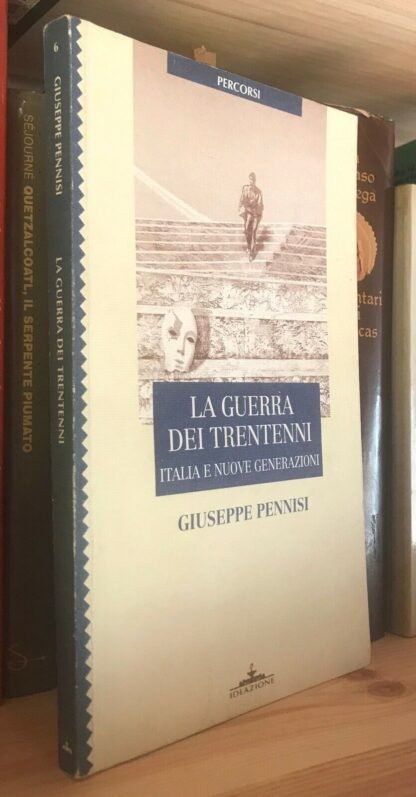 6
GIUSEPPE PENNISI
LA GUERRA DEI TRENTENNI
SÉJOURNE QUETZALCOATL, IL SERPENTE PIUMATO
PERCORSI
LA GUERRA
DEI TRENTENNI
ITALIA E NUOVE GENERAZIONI
GIUSEPPE PENNISI
IDEAZIONE